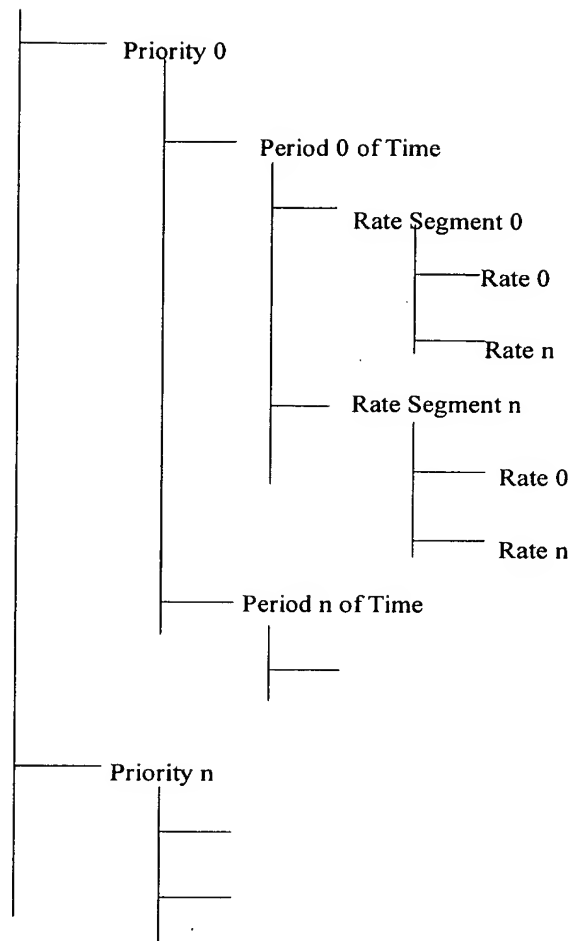 Priority 0
Period 0 of Time
Rate Segment 0
Rate 0
Rate n
Rate Segment n
Rate 0
Rate n
Period n of Time
Priority n